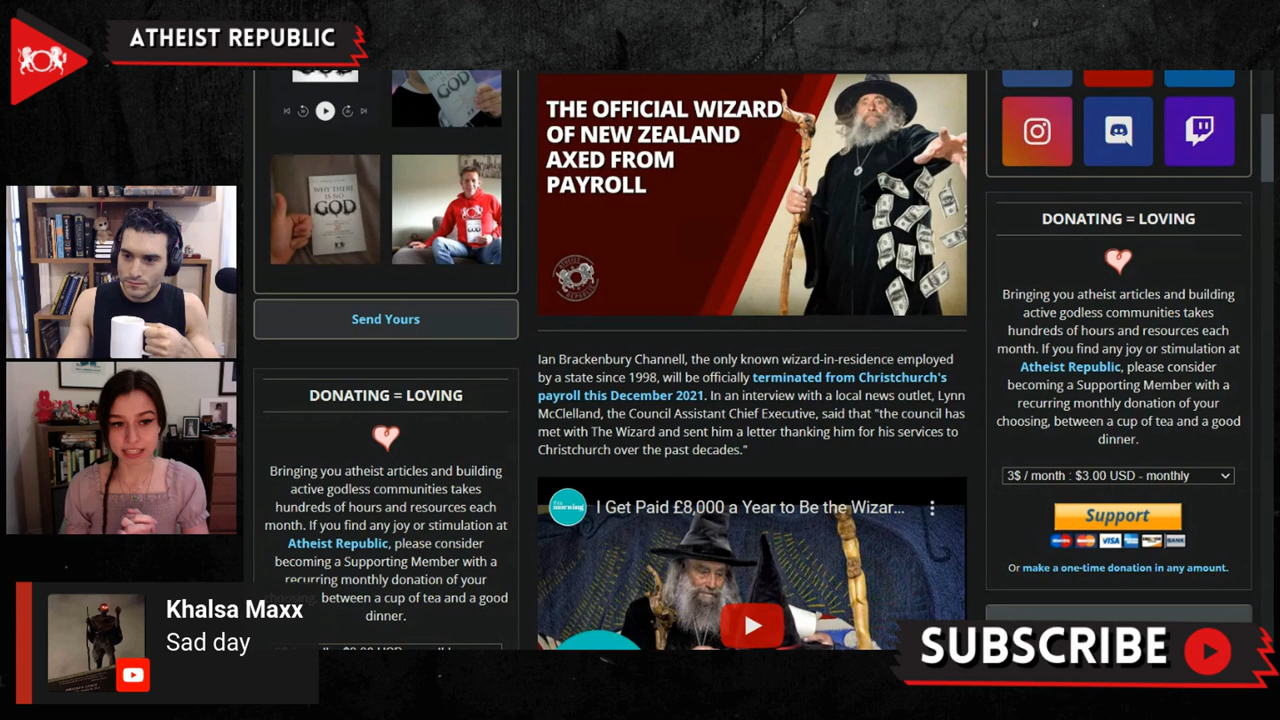 ATHEIST REPUBLIC
WHY THERE
IS NO
GOD
Send Yours
DONATING = LOVING
Bringing you atheist articles and building
active godless communities takes
hundreds of hours and resources each
month. If you find any joy or stimulation at
Atheist Republic, please consider
becoming a Supporting Member with a
recurring monthly donation of your
between a cup of tea and a good
dinner.
THE OFFICIAL WIZARD
OF NEW ZEALAND
AXED FROM
PAYROLL
Ian Brackenbury Channell, the only known wizard-in-residence employed
by a state since 1998, will be officially terminated from Christchurch's
payroll this December 2021. In an interview with a local news outlet, Lynn
McClelland, the Council Assistant Chief Executive, said that "the council has
met with The Wizard and sent him a letter thanking him for his services to
Christchurch over the past decades."
morning
I Get Paid £8,000 a Year to Be the Wizar...
DONATING = LOVING
Bringing you atheist articles and building
active godless communities takes
hundreds of hours and resources each
month. If you find any joy or stimulation at
Atheist Republic, please consider
becoming a Supporting Member with a
recurring monthly donation of your
choosing, between a cup of tea and a good
dinner.
3$ / month : $3.00 USD - monthly
Support
VISA
BANK
Or make a one-time donation in any amount.
Khalsa Maxx
Sad day
SUBSCRIBE